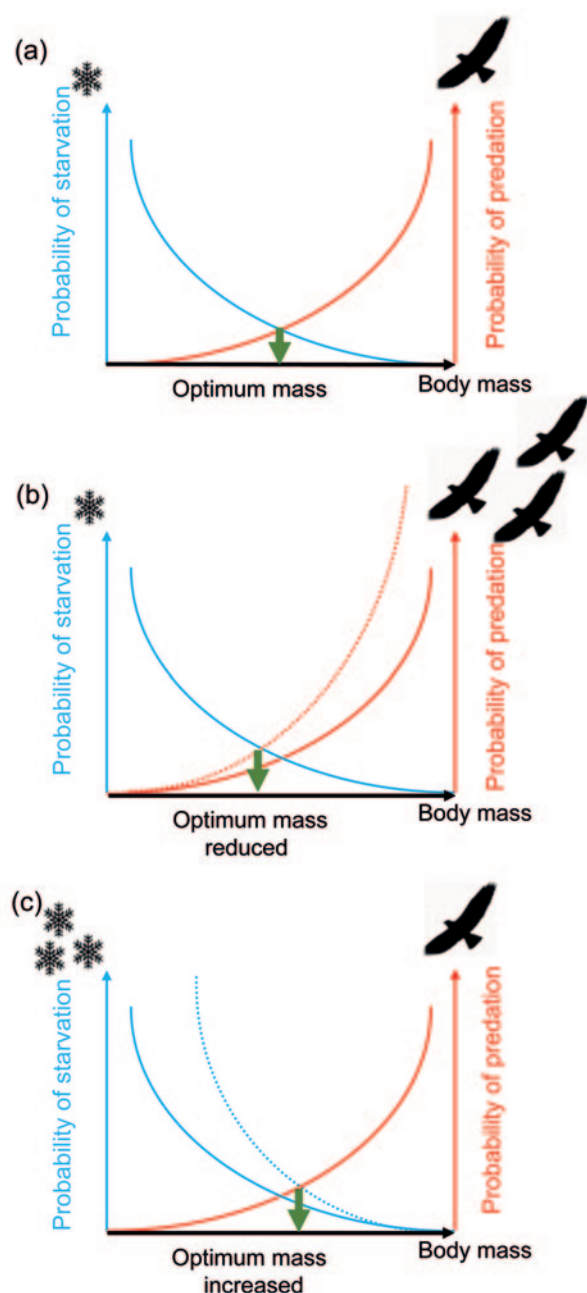 (a)
Probability of starvation
Probability of predation
Optimum mass
Body mass
(b)
Probability of starvation
Probability of predation
Optimum mass
reduced
Body mass
(c)
Probability of starvation
Probability of predation
Optimum mass
increased
Body mass